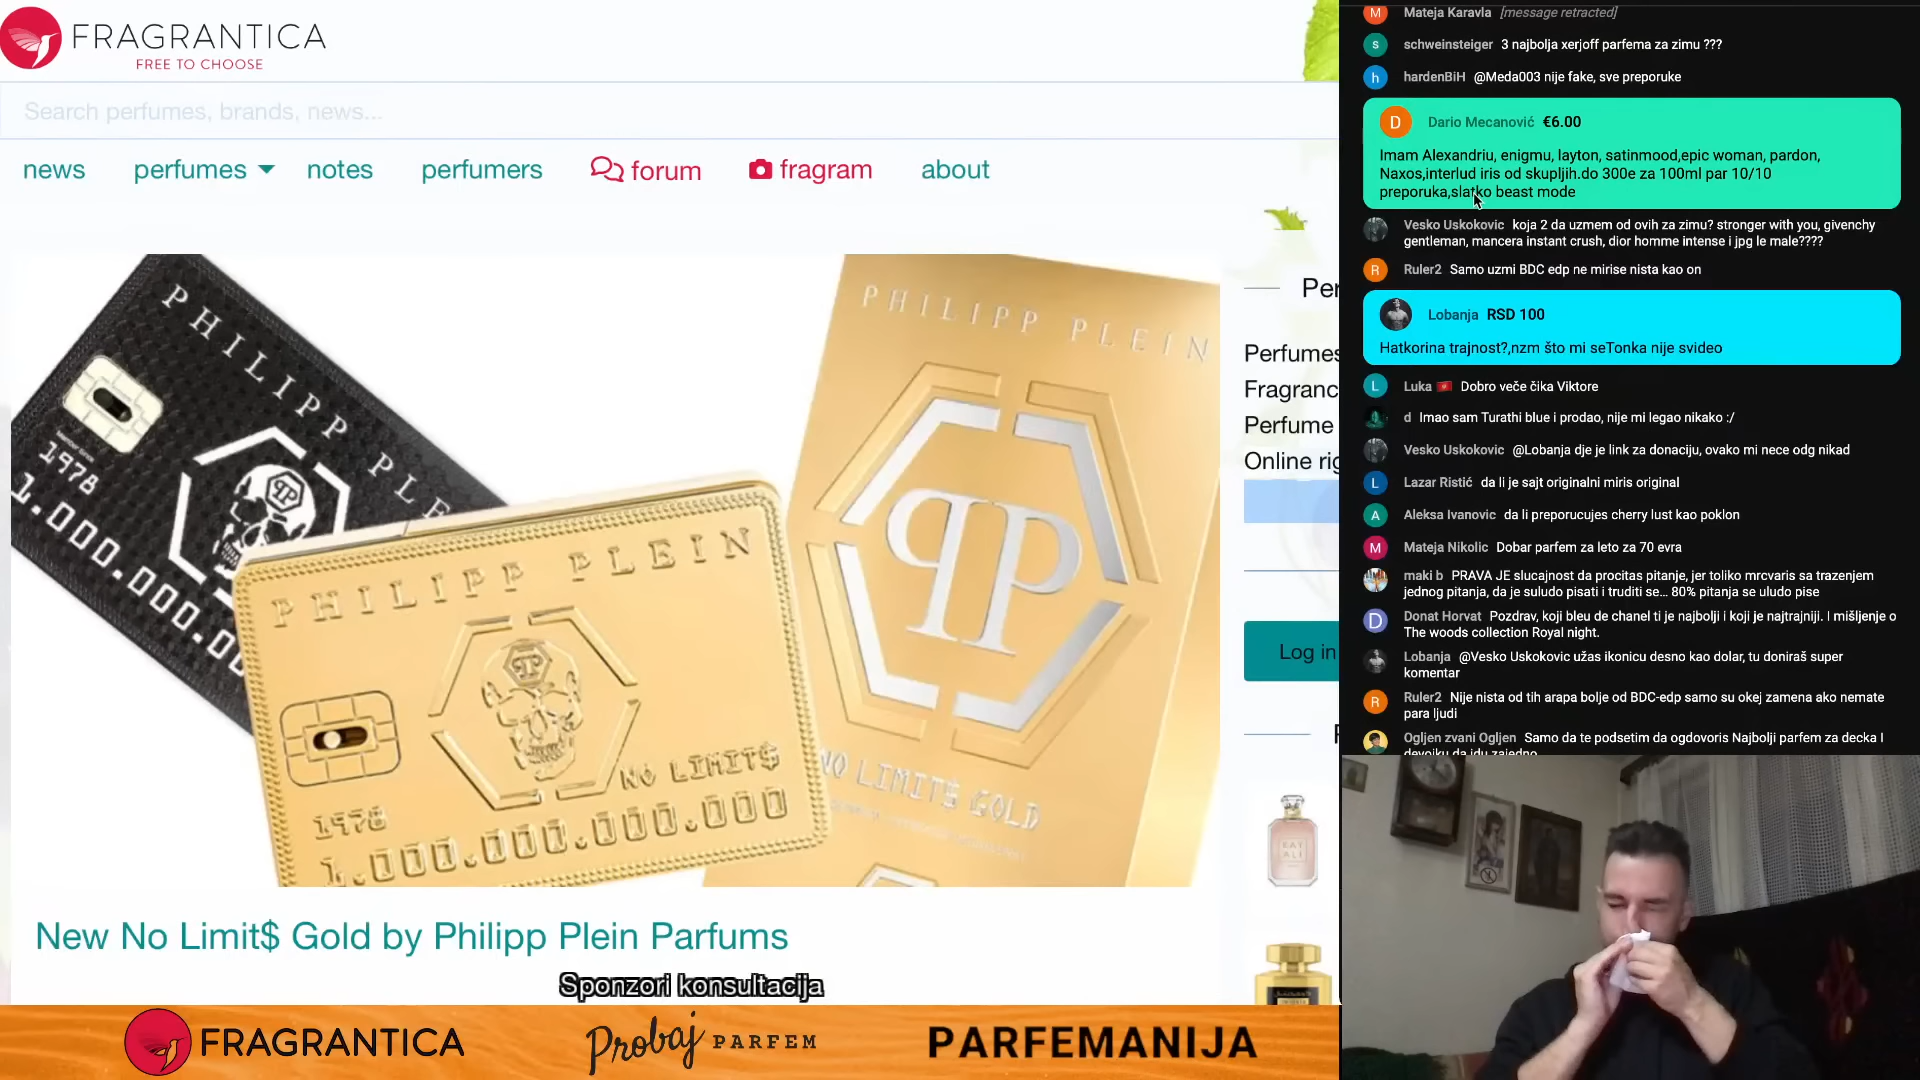 FRAGRANTICA
FREE TO CHOOSE
Search perfumes, brands, news...
news
perfumes
notes
perfumers
forum
fragram
about
PHILIPP PLE
1978
1.000.000.0
PHILIPP PLEIN
NO LIMIT$
1978
1.000.000.000.000
PHILIPP PLEIN
NO LIMIT$ GOLD
Per
Perfumes
Fragranc
Perfume
Online rig
Log in
KAY
ALI
New No Limit$ Gold by Philipp Plein Parfums
Sponzori konsultacija
FRAGRANTICA
Probaj PARFEM
PARFEMANIJA
Mateja Karavla [message retracted]
schweinsteiger 3 najbolja xerjoff parfema za zimu ???
hardenBiH @Meda003 nije fake, sve preporuke
Dario Mecanović €6.00
Imam Alexandriu, enigmu, layton, satinmood,epic woman, pardon,
Naxos,interlud iris od skupljih.do 300e za 100ml par 10/10
preporuka,slatko beast mode
Vesko Uskokovic koja 2 da uzmem od ovih za zimu? stronger with you, givenchy
gentleman, mancera instant crush, dior homme intense i jpg le male????
Ruler2 Samo uzmi BDC edp ne mirise nista kao on
Lobanja RSD 100
Hatkorina trajnost?,nzm što mi seTonka nije svideo
Luka Dobro veče čika Viktore
d Imao sam Turathi blue i prodao, nije mi legao nikako :/
Vesko Uskokovic @Lobanja dje je link za donaciju, ovako mi nece odg nikad
Lazar Ristić da li je sajt originalni miris original
Aleksa Ivanovic da li preporucujes cherry lust kao poklon
Mateja Nikolic Dobar parfem za leto za 70 evra
maki b PRAVA JE slucajnost da procitas pitanje, jer toliko mrcvaris sa trazenjem
jednog pitanja, da je suludo pisati i truditi se... 80% pitanja se uludo pise
Donat Horvat Pozdrav, koji bleu de chanel ti je najbolji i koji je najtrajniji. I mišljenje o
The woods collection Royal night.
Lobanja @Vesko Uskokovic užas ikonicu desno kao dolar, tu doniraš super
komentar
Ruler2 Nije nista od tih arapa bolje od BDC-edp samo su okej zamena ako nemate
para ljudi
Ogljen zvani Ogljen Samo da te podsetim da ogdovoris Najbolji parfem za decka I
devojku da idu zajedno